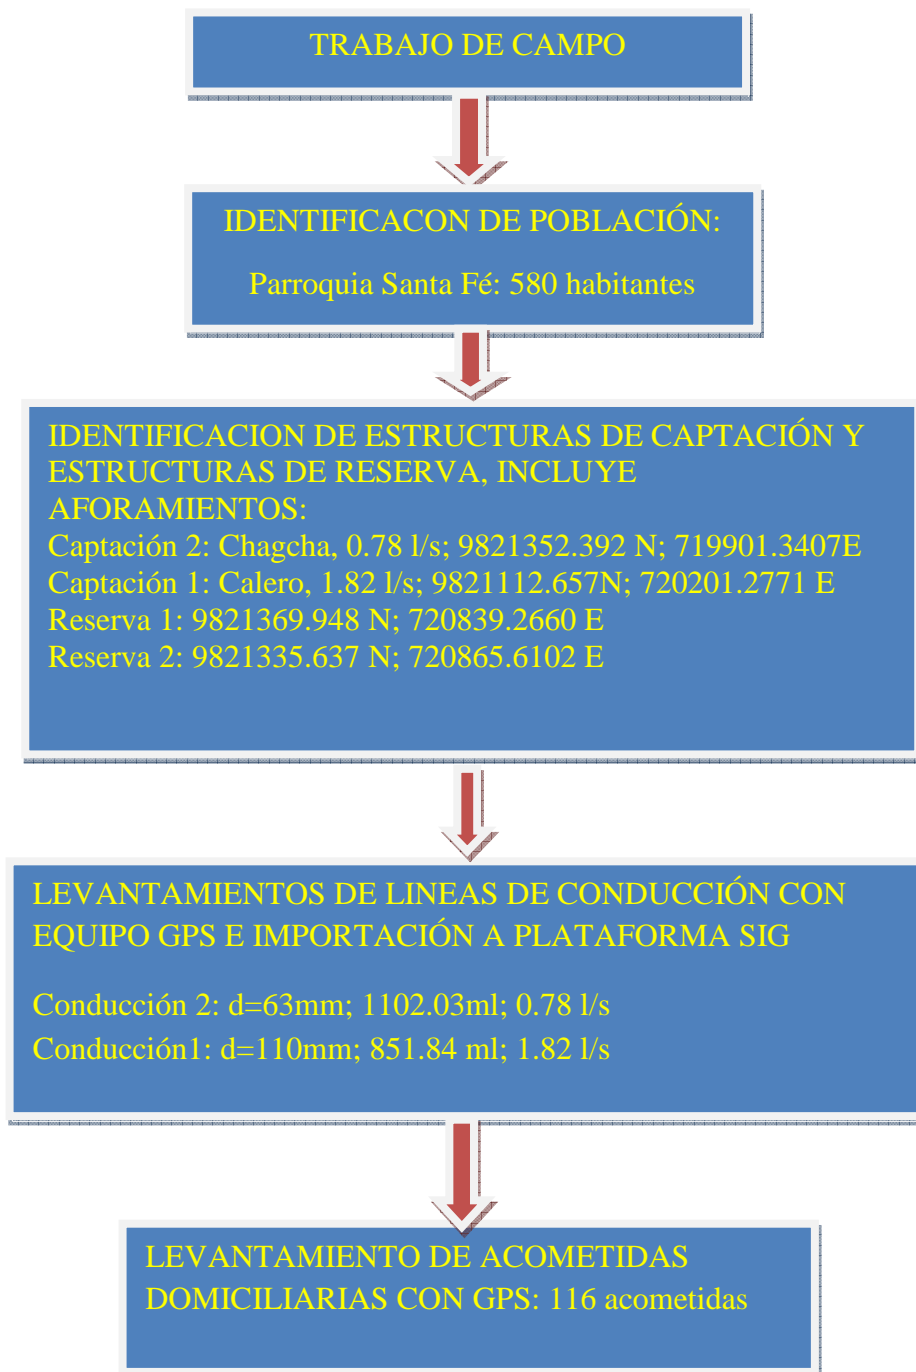 TRABAJO DE CAMPO
IDENTIFICACON DE POBLACIÓN:
Parroquia Santa Fé: 580 habitantes
IDENTIFICACION DE ESTRUCTURAS DE CAPTACIÓN Y
ESTRUCTURAS DE RESERVA, INCLUYE
AFORAMIENTOS:
Captación 2: Chagcha, 0.78 l/s; 9821352.392 N; 719901.3407E
Captación 1: Calero, 1.82 l/s; 9821112.657N; 720201.2771 E
Reserva 1: 9821369.948 N; 720839.2660 E
Reserva 2: 9821335.637 N; 720865.6102 E
LEVANTAMIENTOS DE LINEAS DE CONDUCCIÓN CON
EQUIPO GPS E IMPORTACIÓN A PLATAFORMA SIG
Conducción 2: d=63mm; 1102.03ml; 0.78 l/s
Conducción1: d=110mm; 851.84 ml; 1.82 l/s
LEVANTAMIENTO DE ACOMETIDAS
DOMICILIARIAS CON GPS: 116 acometidas